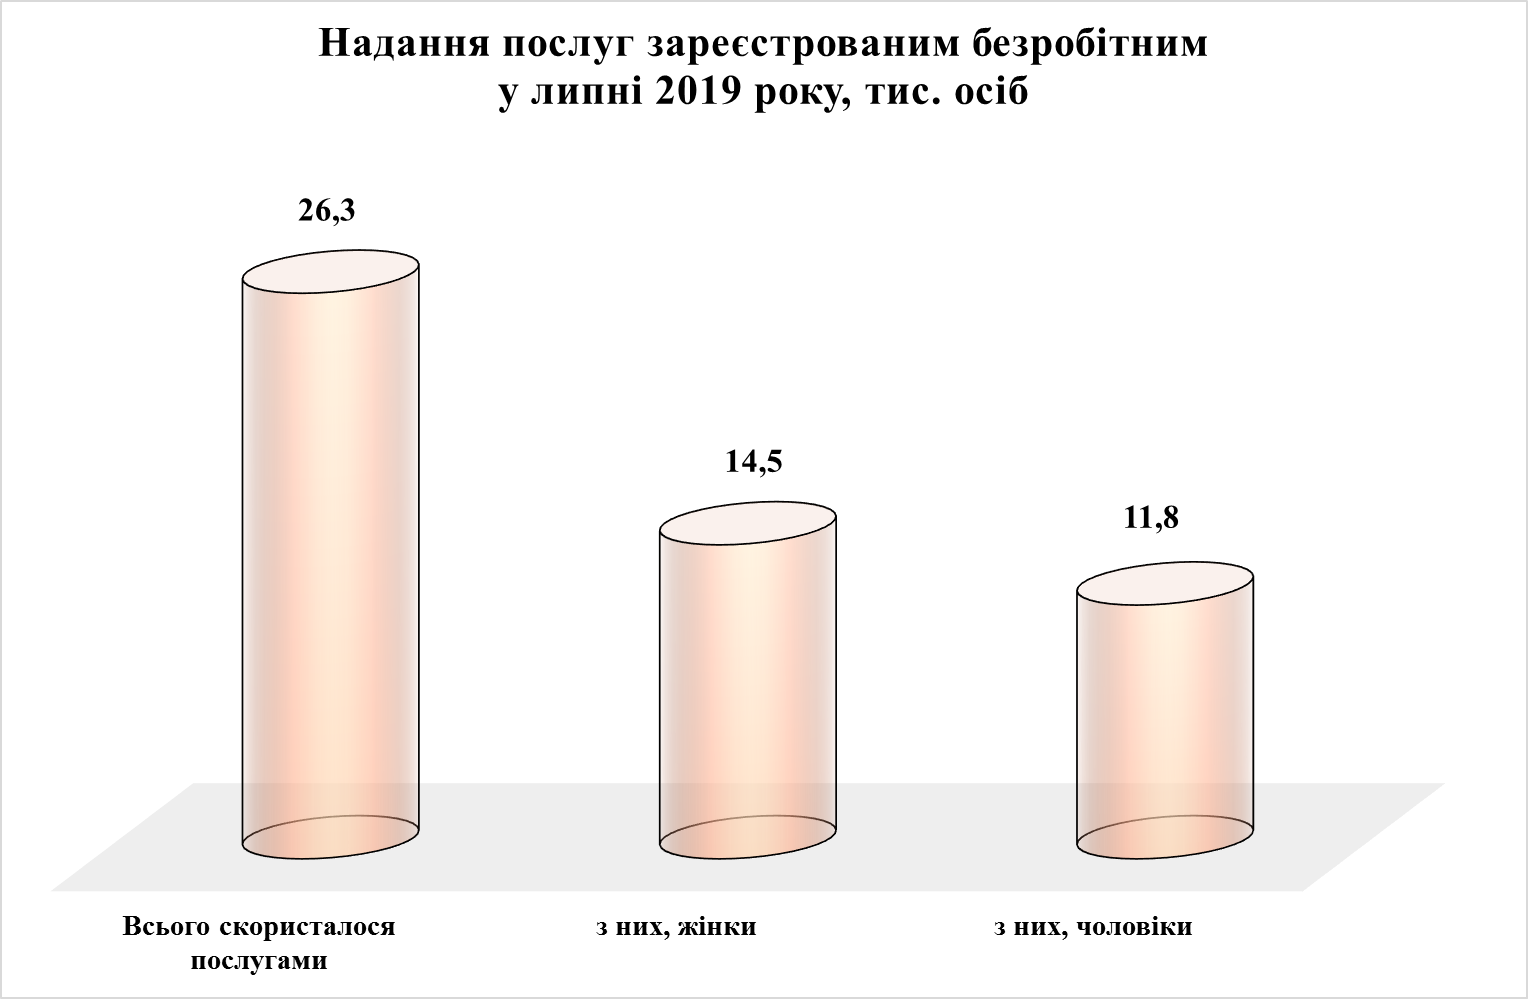 Надання послуг зареєстрованим безробітним
у липні 2019 року, тис. осіб
26,3
14,5
11,8
Всього скористалося
послугами
з них, жінки
з них, чоловіки